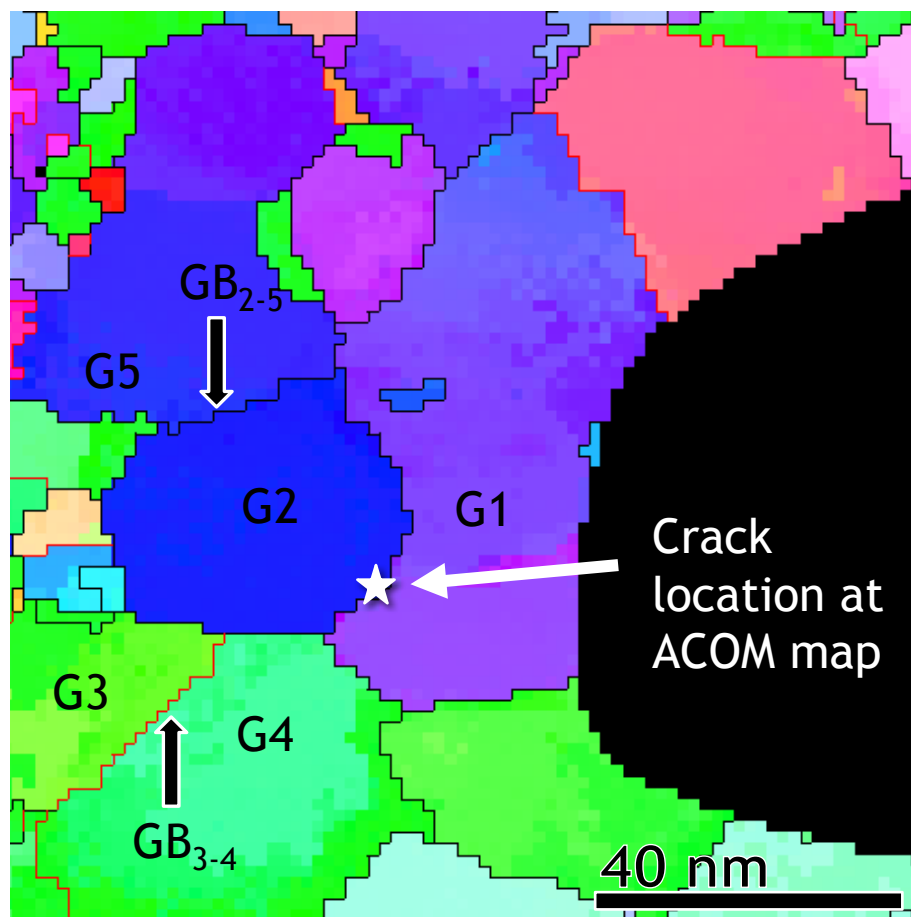 GB2-5
G5
G2
G1
Crack
location at
ACOM map
G3
G4
GB3-4
40 nm